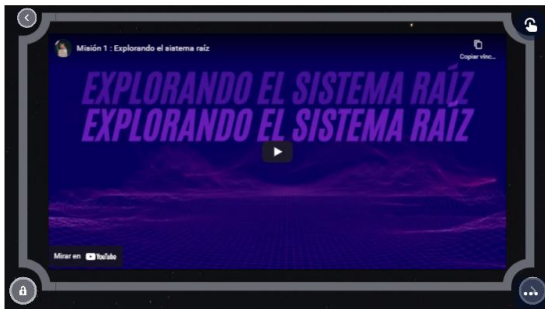 Misión 1 : Explorando el sistema raíz
Copiar vínc...
EXPLORANDO EL SISTEMA RAÍZ
EXPLORANDO EL SISTEMA RAÍZ
Mirar en YouTube